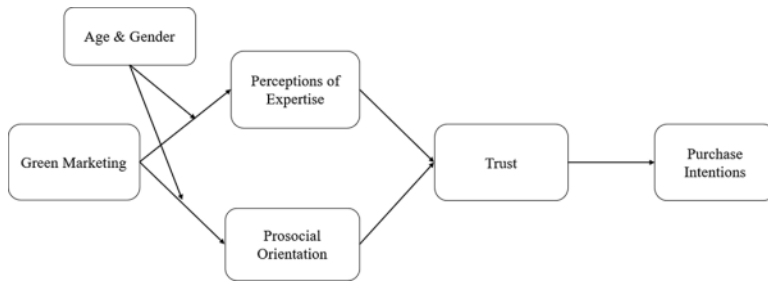 Age & Gender
Perceptions of
Expertise
Green Marketing
Trust
Purchase
Intentions
Prosocial
Orientation